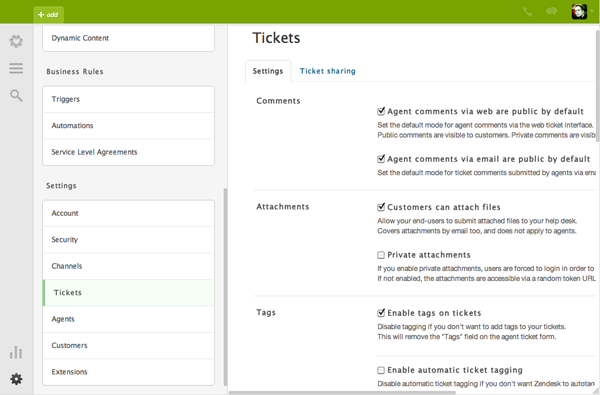 + add
Dynamic Content
Business Rules
Triggers
Automations
Service Level Agreements
Settings
Account
Security
Channels
Tickets
Agents
Customers
Extensions
Tickets
Settings
Ticket sharing
Comments
Agent comments via web are public by default
Set the default mode for agent comments via the web ticket interface.
Public comments are visible to customers. Private comments are visib
Agent comments via email are public by default
Set the default mode for ticket comments submitted by agents via ema
Attachments
Customers can attach files
Allow your end-users to submit attached files to your help desk.
Covers attachments by email too, and does not apply to agents.
Private attachments
If you enable private attachments, users are forced to login in order to
If not enabled, the attachments are accessible via a random token URL
Tags
Enable tags on tickets
Disable tagging if you don't want to add tags to your tickets.
This will remove the "Tags" field on the agent ticket form.
Enable automatic ticket tagging
Disable automatic ticket tagging if you don't want Zendesk to autotan